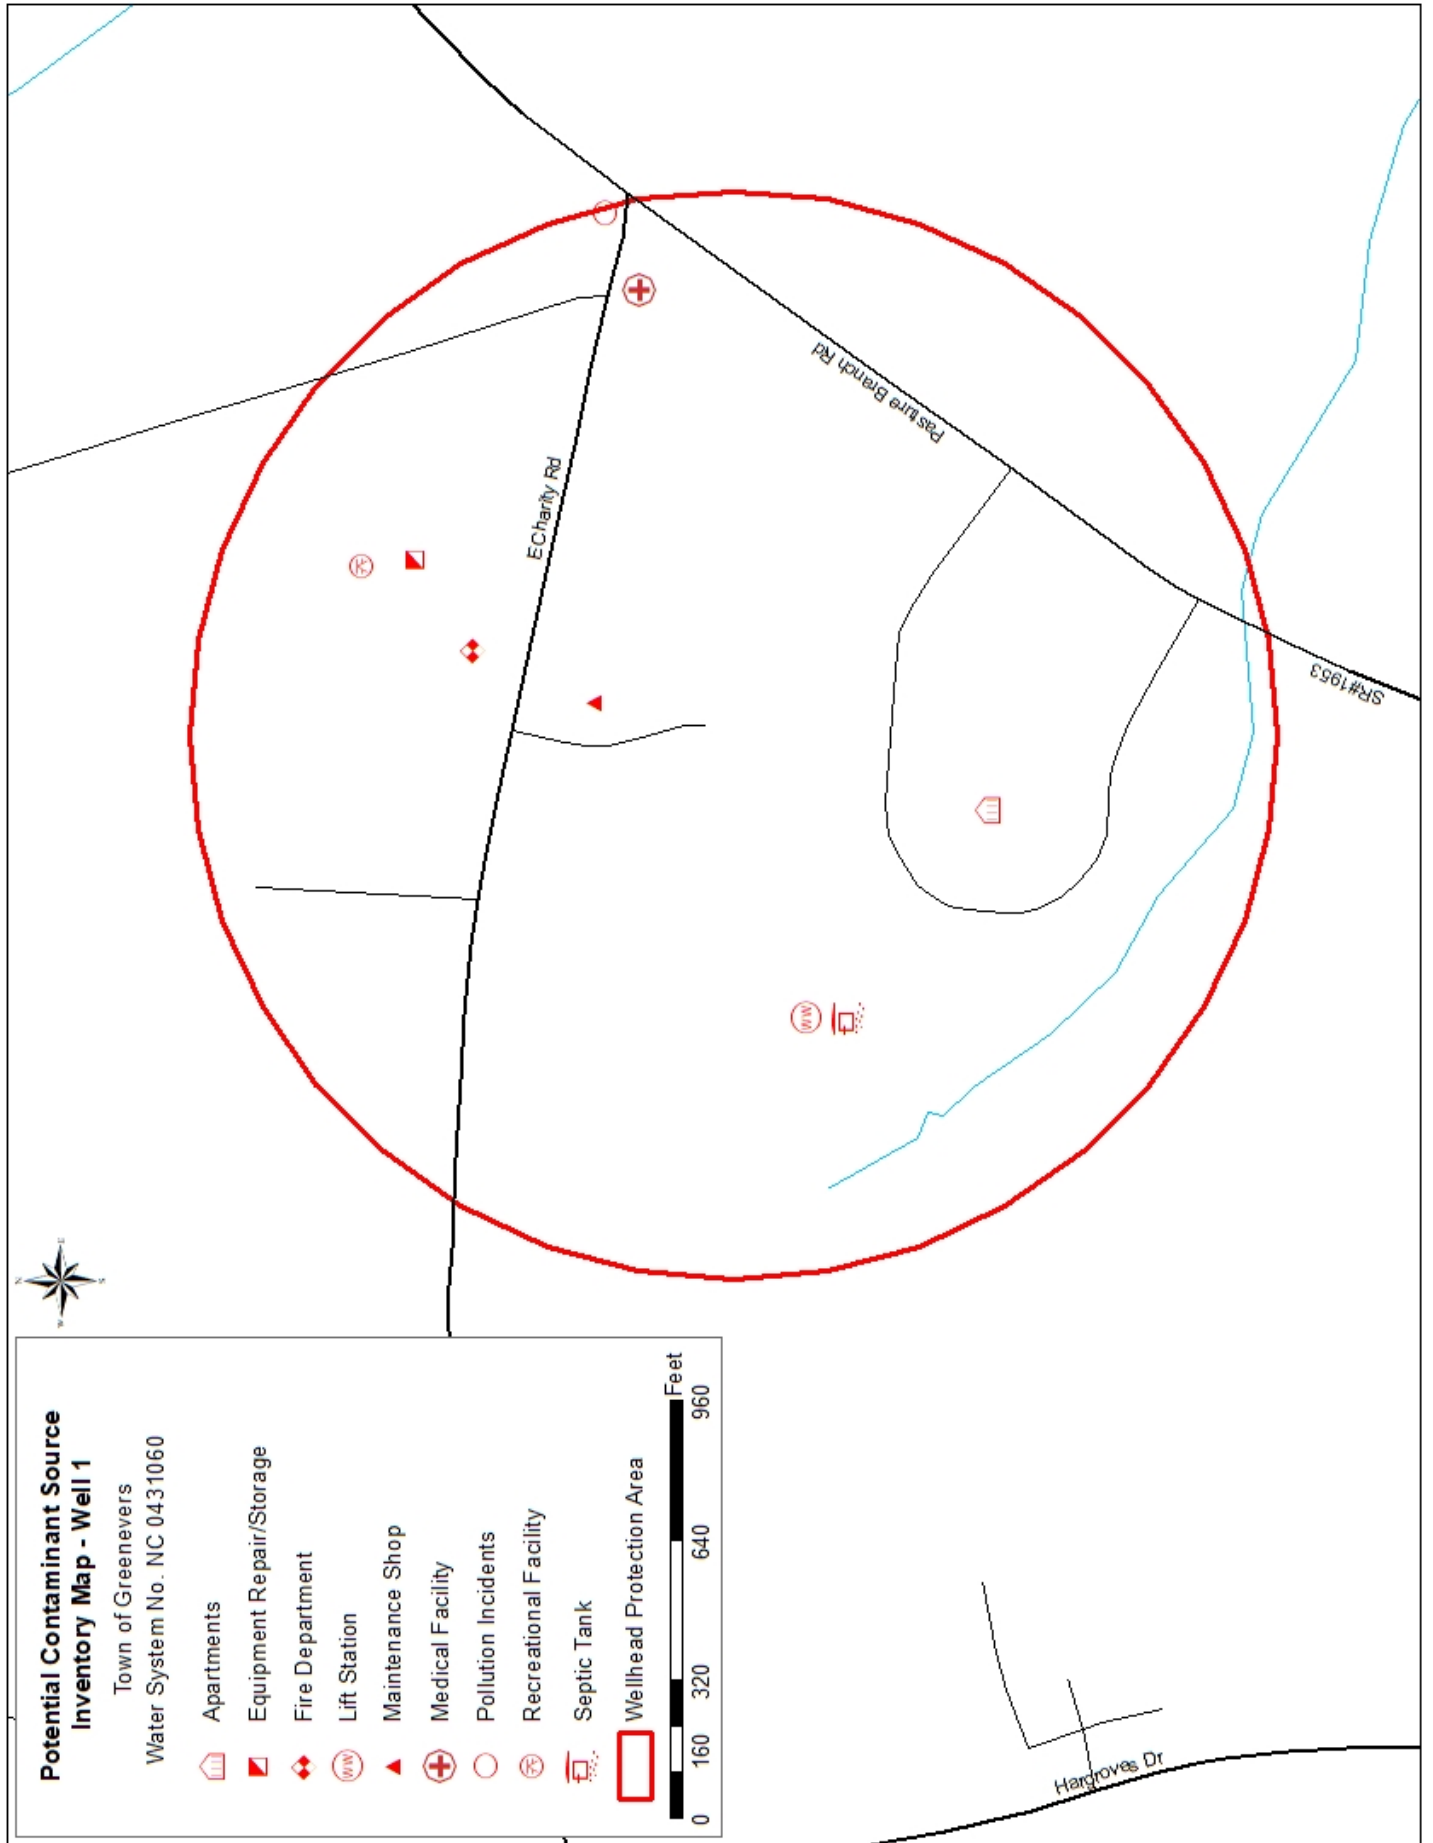 Potential Contaminant Source
Inventory Map - Well 1
Town of Greenevers
Water System No. NC 0431060
Apartments
Equipment Repair/Storage
Fire Department
WW Lift Station
Maintenance Shop
Medical Facility
Pollution Incidents
Recreational Facility
Septic Tank
Wellhead Protection Area
Feet
0 160 320 640 960
N
W E
S
ECharity Rd
Pasture Branch Rd
SR#1953
WW
Hargroves Dr